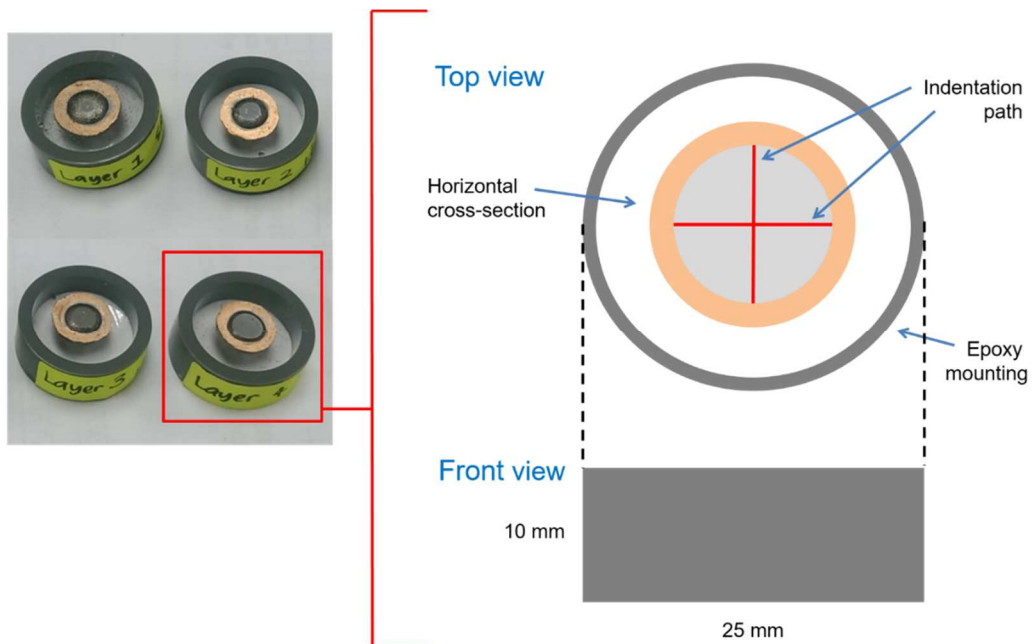 Layer 1
Layer 2
Layer 3
Layer
Top view
Indentation
path
Horizontal
cross-section
Epoxy
mounting
Front view
10 mm
25 mm